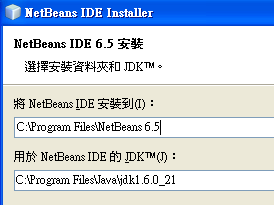 NetBeans IDE Installer
NetBeans IDE 6.5 安裝
選擇安裝資料夾和 JDK™。
將 NetBeans IDE 安裝到(I)：
C:\Program Files\NetBeans 6.5
用於 NetBeans IDE 的 JDK™(J)：
C:\Program Files\Java\jdk1.6.0_21